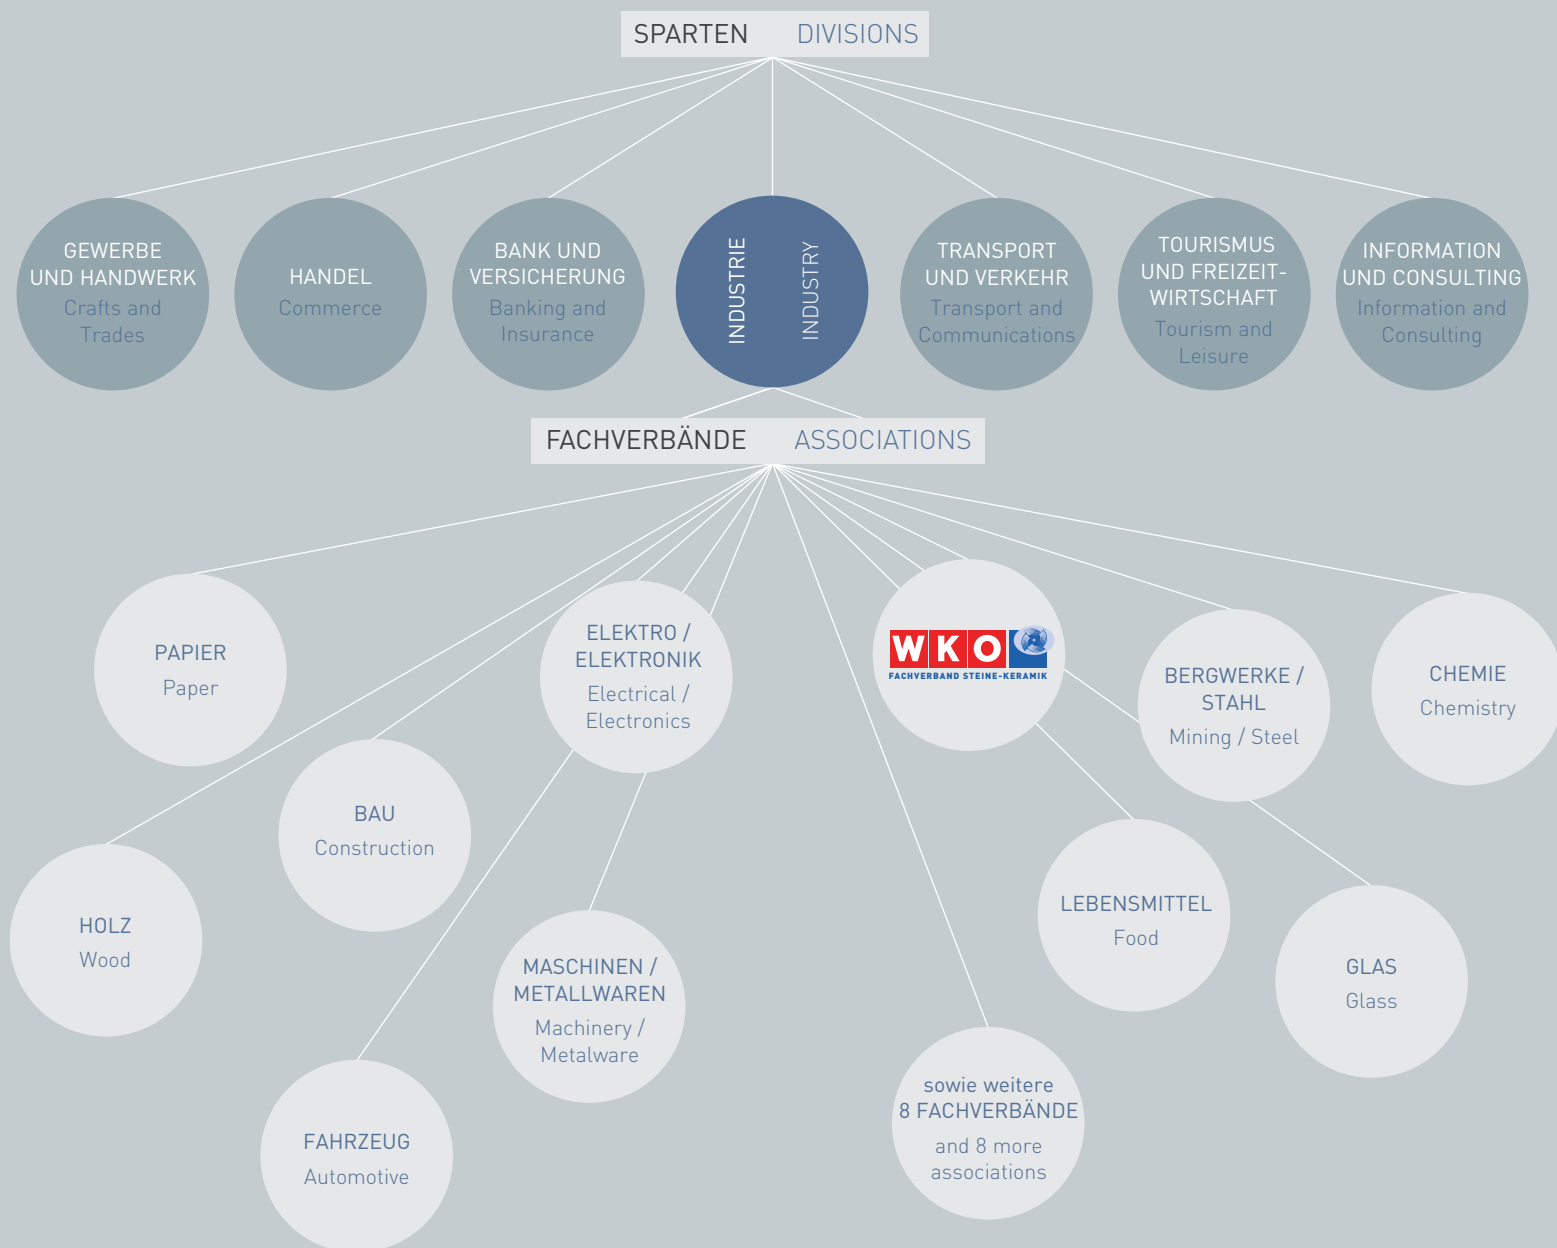 SPARTEN DIVISIONS
GEWERBE
UND HANDWERK
Crafts and
Trades
HANDEL
Commerce
BANK UND
VERSICHERUNG
Banking and
Insurance
INDUSTRIE
INDUSTRY
TRANSPORT
UND VERKEHR
Transport and
Communications
TOURISMUS
UND FREIZEIT-
WIRTSCHAFT
Tourism and
Leisure
INFORMATION
UND CONSULTING
Information and
Consulting
FACHVERBÄNDE ASSOCIATIONS
PAPIER
Paper
ELEKTRO /
ELEKTRONIK
Electrical /
Electronics
WKO
FACHVERBAND STEINE-KERAMIK
BERGWERKE /
STAHL
Mining / Steel
CHEMIE
Chemistry
BAU
Construction
HOLZ
Wood
LEBENSMITTEL
Food
MASCHINEN /
METALLWAREN
Machinery /
Metalware
GLAS
Glass
FAHRZEUG
Automotive
sowie weitere
8 FACHVERBÄNDE
and 8 more
associations